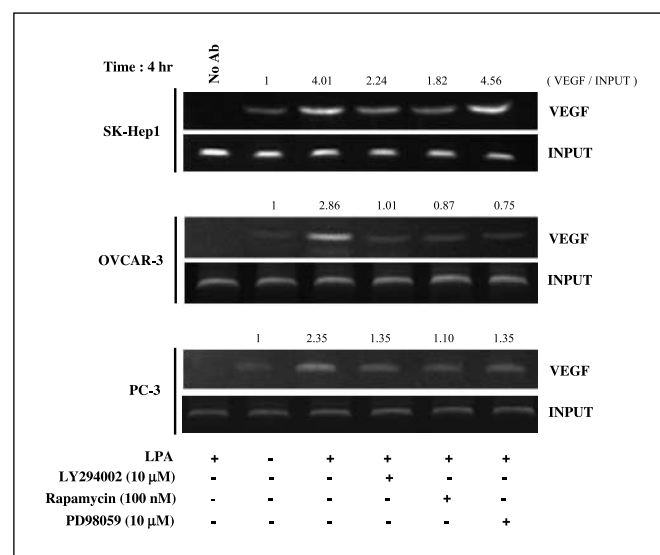 Time : 4 hr No Ab 1 4.01 2.24 1.82 4.56 ( VEGF / INPUT )
VEGF
SK-Hep1
INPUT
1 2.86 1.01 0.87 0.75
VEGF
OVCAR-3
INPUT
1 2.35 1.35 1.10 1.35
VEGF
PC-3
INPUT
LPA + - + + + +
LY294002 (10 μM) - - - + - -
Rapamycin (100 nM) - - - - + -
PD98059 (10 μM) - - - - - +